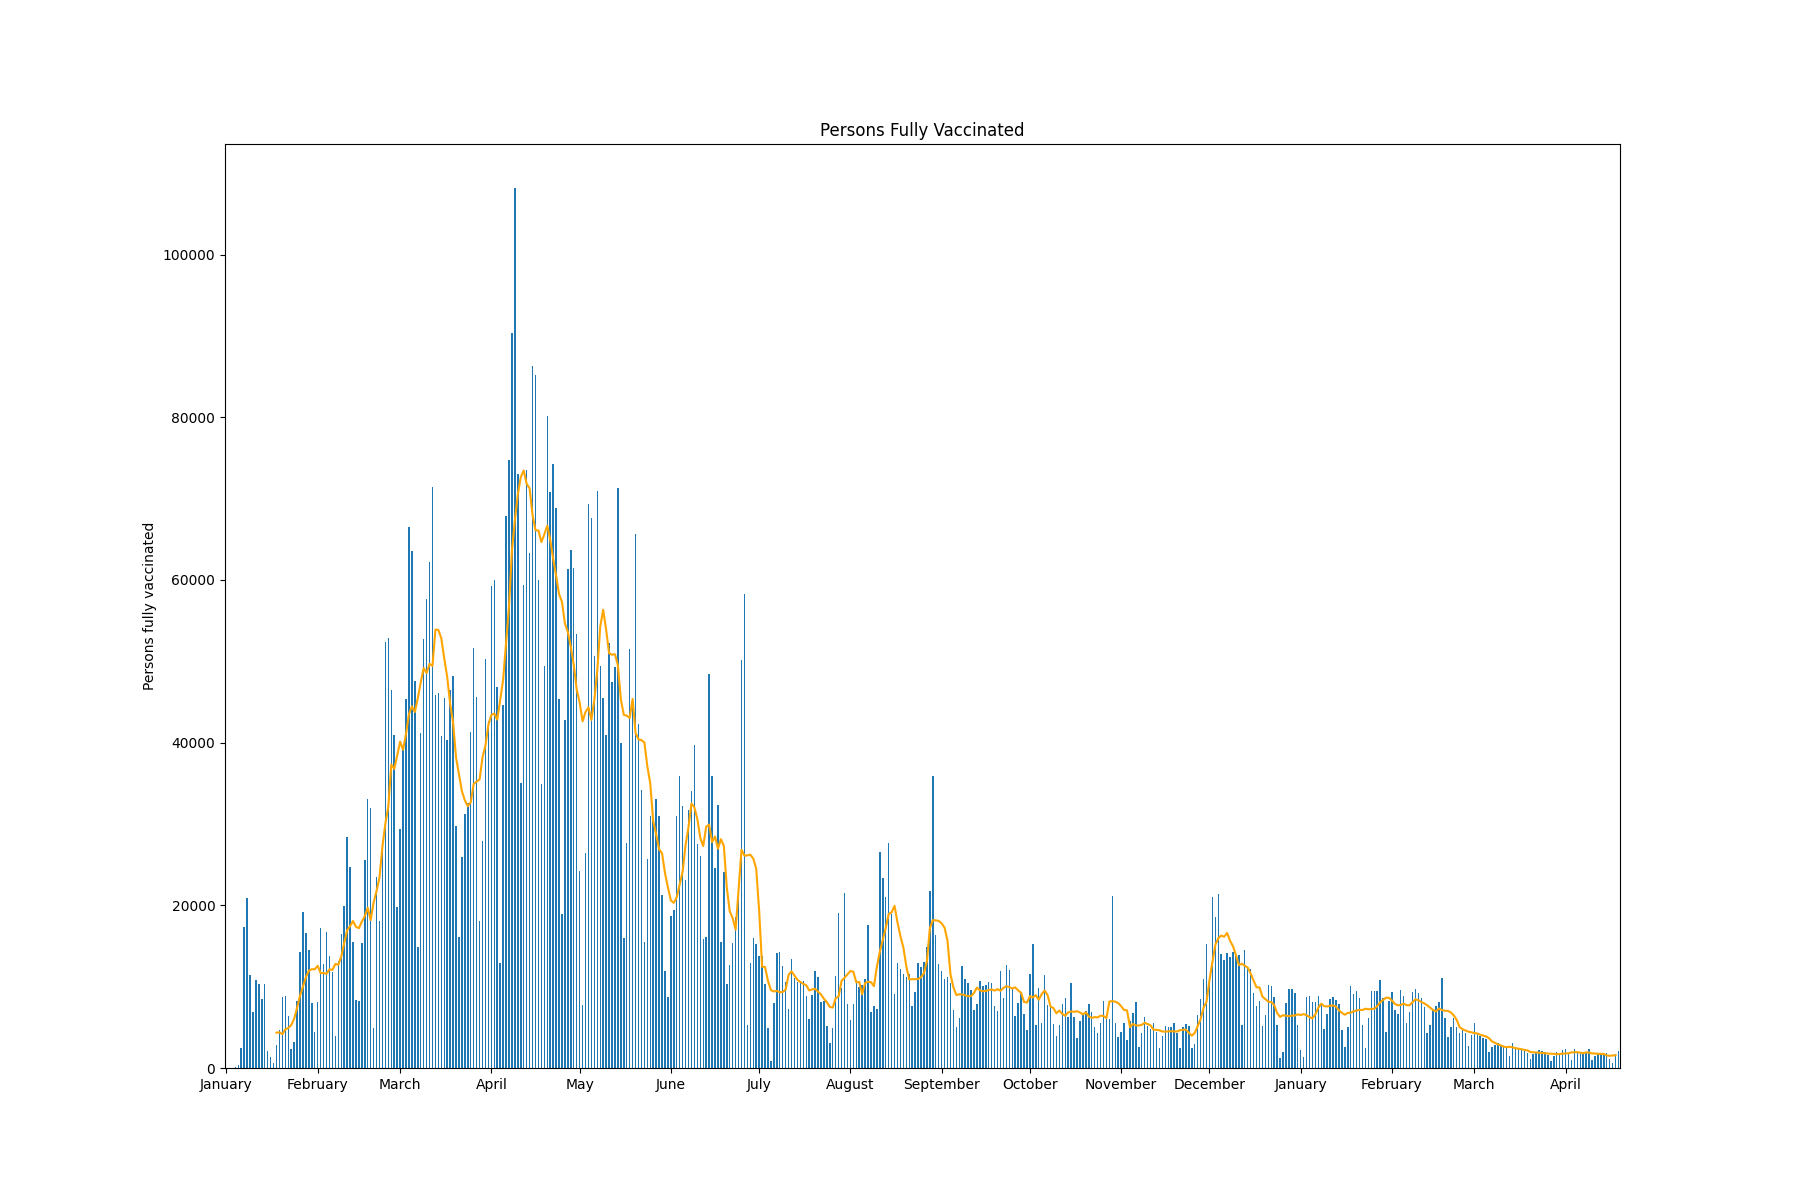 Persons Fully Vaccinated
Persons fully vaccinated
100000
80000
60000
40000
20000
0
January February March April May June July August September October November December January February March April